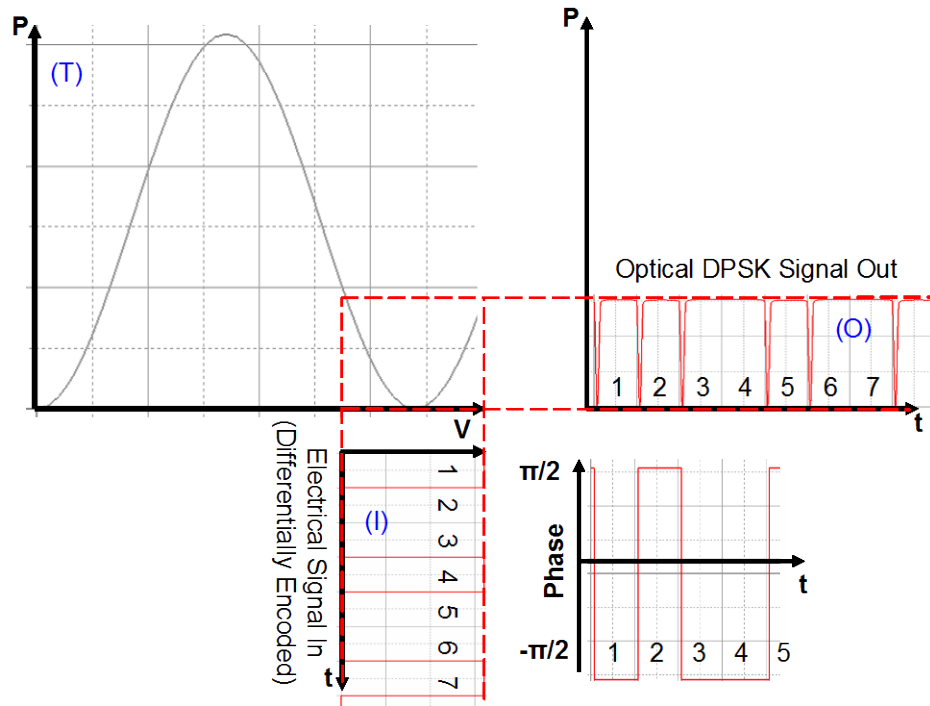 P
(T)
V
P
Optical DPSK Signal Out
(O)
1 2 3 4 5 6 7
t
Electrical Signal In
(Differentially Encoded)
(I)
1
2
3
4
5
6
7
t
π/2
Phase
-π/2
t
1 2 3 4 5